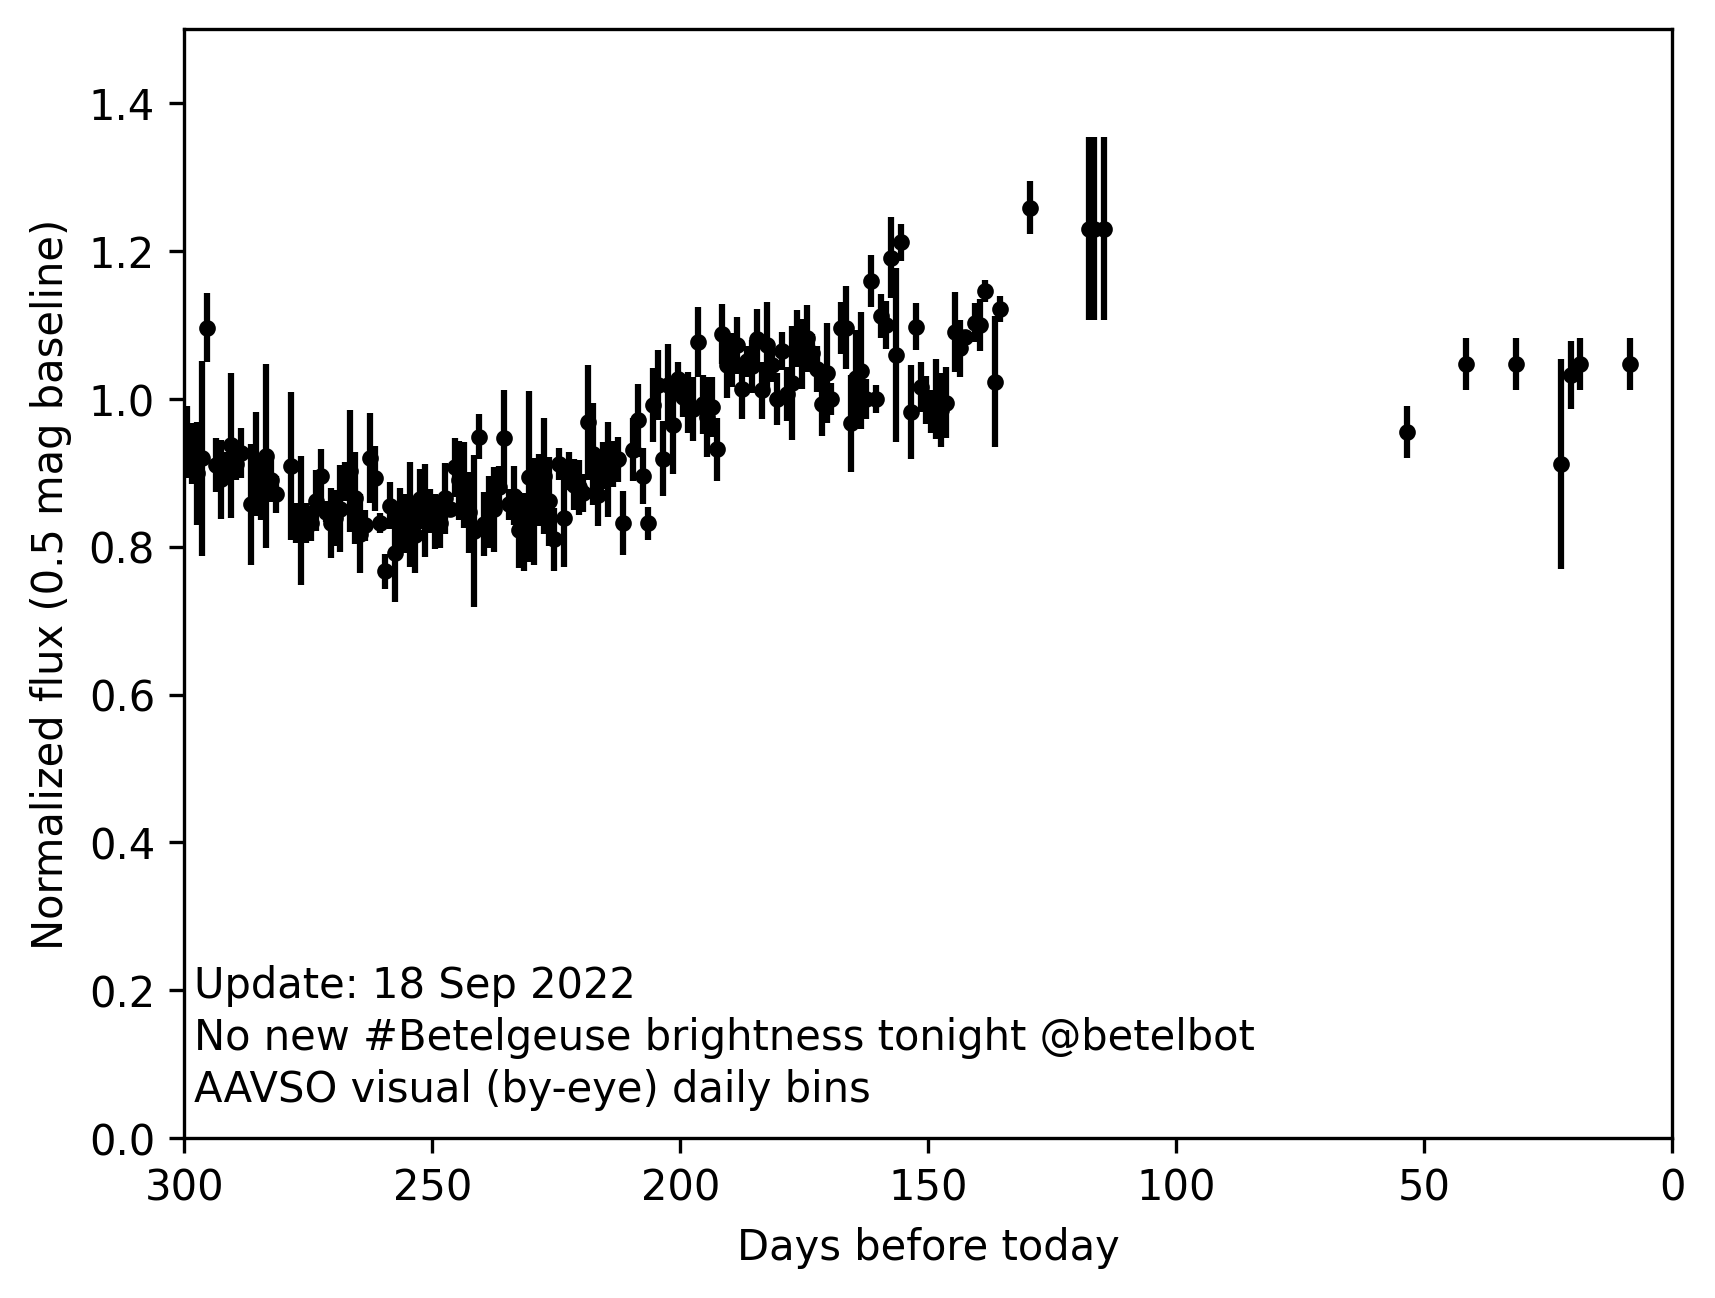 1.4
1.2
1.0
0.8
0.6
0.4
0.2
0.0
Normalized flux (0.5 mag baseline)
Update: 18 Sep 2022
No new #Betelgeuse brightness tonight @betelbot
AAVSO visual (by-eye) daily bins
300 250 200 150 100 50 0
Days before today